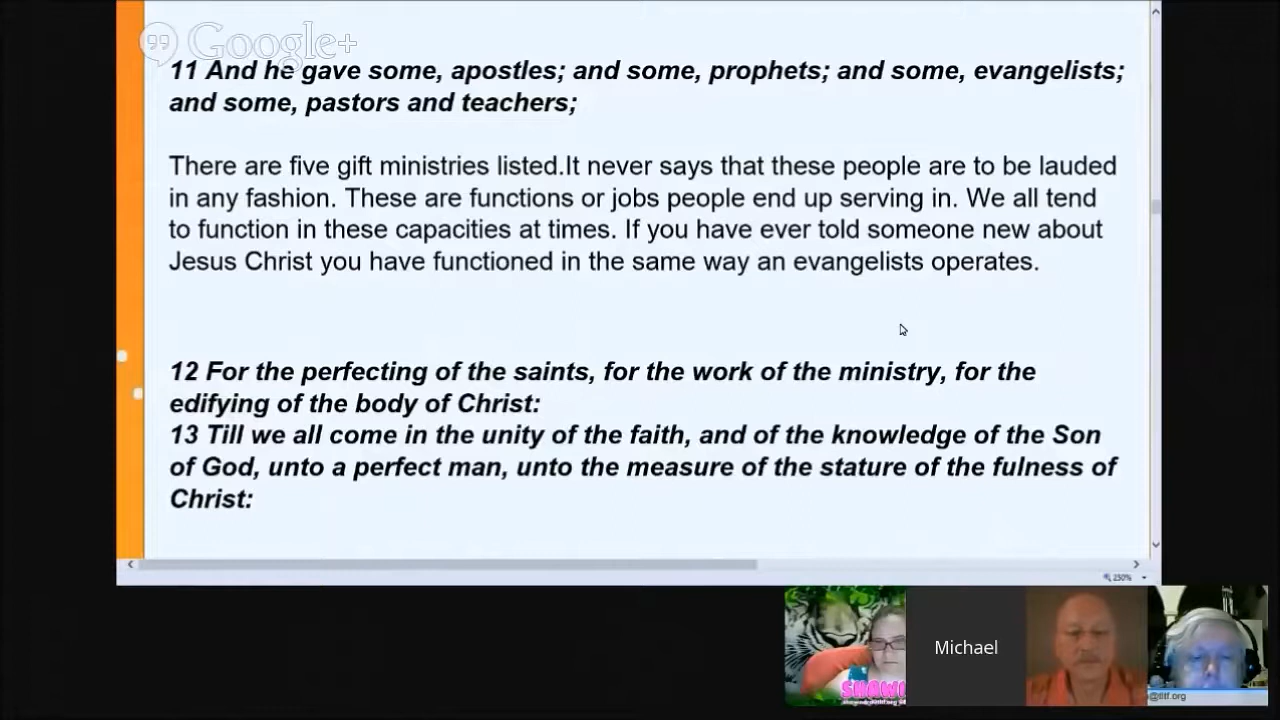 Google+
11 And he gave some, apostles; and some, prophets; and some, evangelists;
and some, pastors and teachers;
There are five gift ministries listed.It never says that these people are to be lauded
in any fashion. These are functions or jobs people end up serving in. We all tend
to function in these capacities at times. If you have ever told someone new about
Jesus Christ you have functioned in the same way an evangelists operates.
12 For the perfecting of the saints, for the work of the ministry, for the
edifying of the body of Christ:
13 Till we all come in the unity of the faith, and of the knowledge of the Son
of God, unto a perfect man, unto the measure of the stature of the fulness of
Christ:
230%
Michael